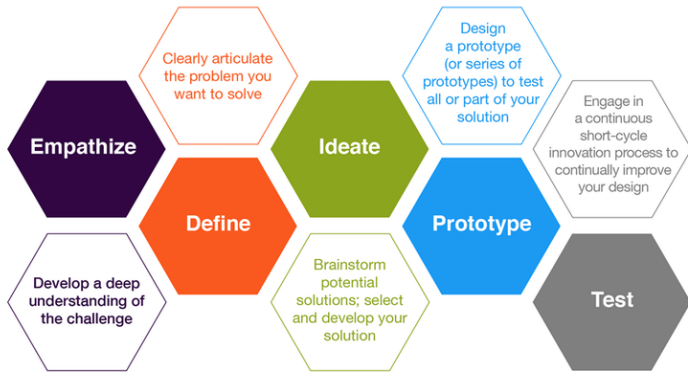 Empathize
Develop a deep
understanding of
the challenge
Clearly articulate
the problem you
want to solve
Define
Ideate
Brainstorm
potential
solutions; select
and develop your
solution
Design
a prototype
(or series of
prototypes) to test
all or part of your
solution
Prototype
Engage in
a continuous
short-cycle
innovation process to
continually improve
your design
Test